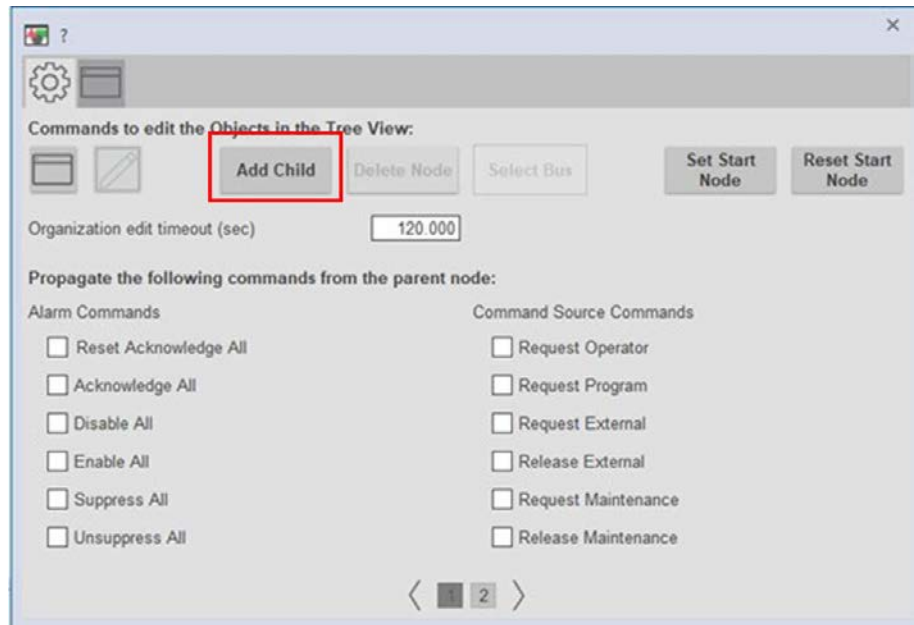 ?
Commands to edit the Objects in the Tree View:
Add Child
Delete Node
Select Bus
Set Start
Node
Reset Start
Node
Organization edit timeout (sec)
120.000
Propagate the following commands from the parent node:
Alarm Commands
Command Source Commands
Reset Acknowledge All
Request Operator
Acknowledge All
Request Program
Disable All
Request External
Enable All
Release External
Suppress All
Request Maintenance
Unsuppress All
Release Maintenance
1 2